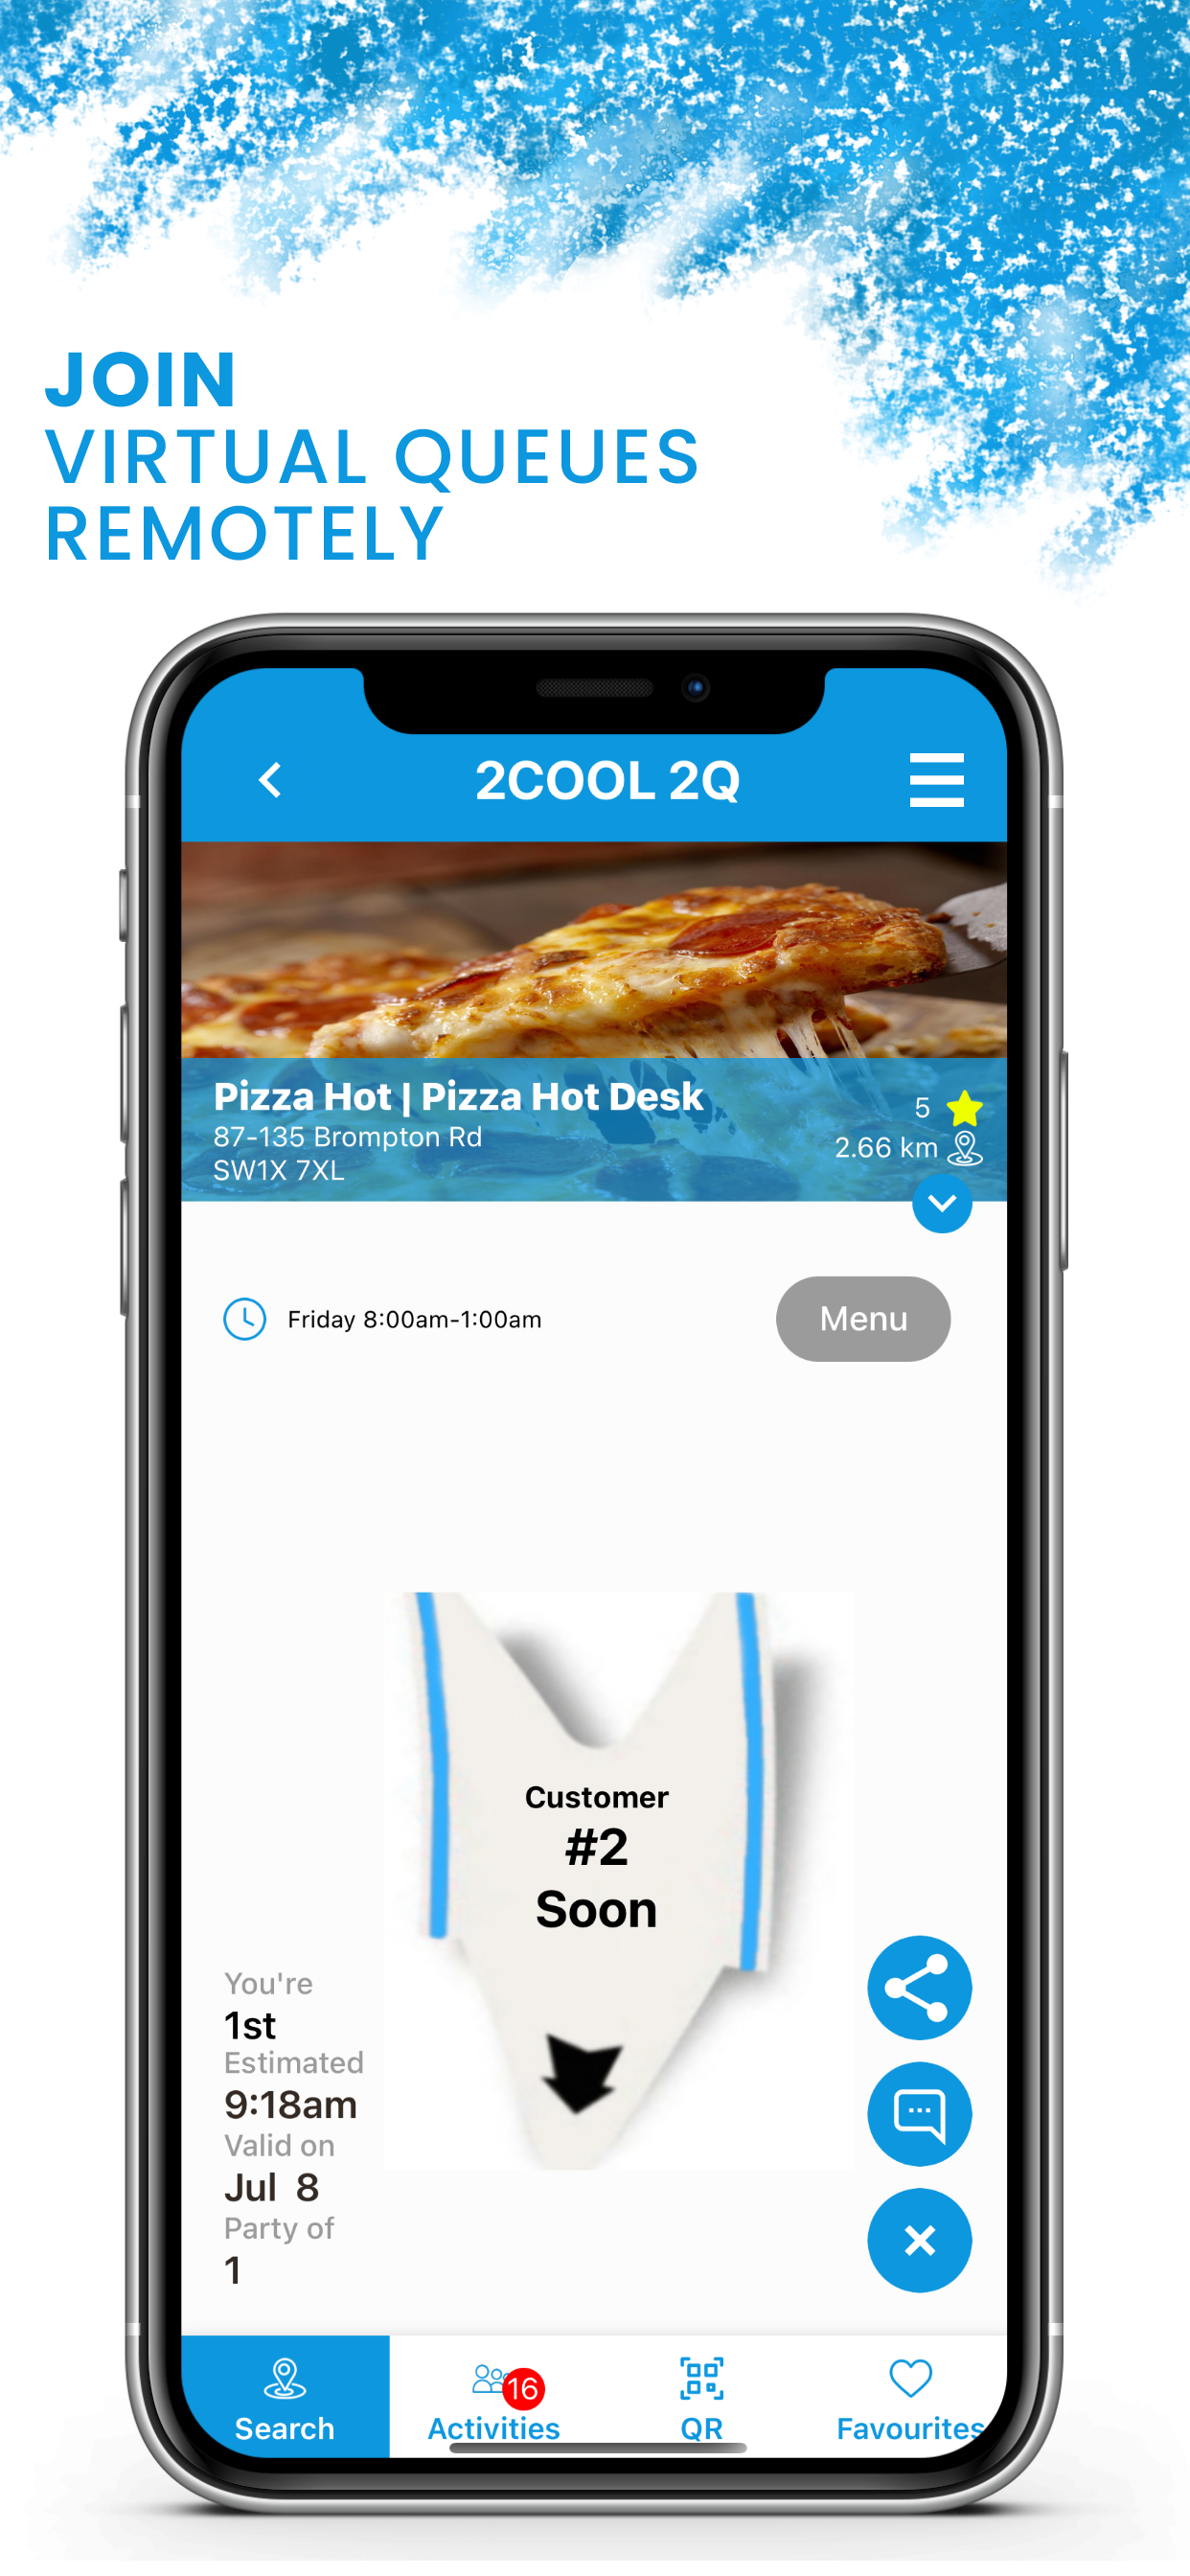 JOIN
VIRTUAL QUEUES
REMOTELY
2COOL 2Q
Pizza Hot | Pizza Hot Desk
87-135 Brompton Rd
SW1X 7XL
5
2.66 km
Friday 8:00am-1:00am
Menu
Customer
#2
Soon
You're
1st
Estimated
9:18am
Valid on
Jul 8
Party of
1
Search
16
Activities
QR
Favourites